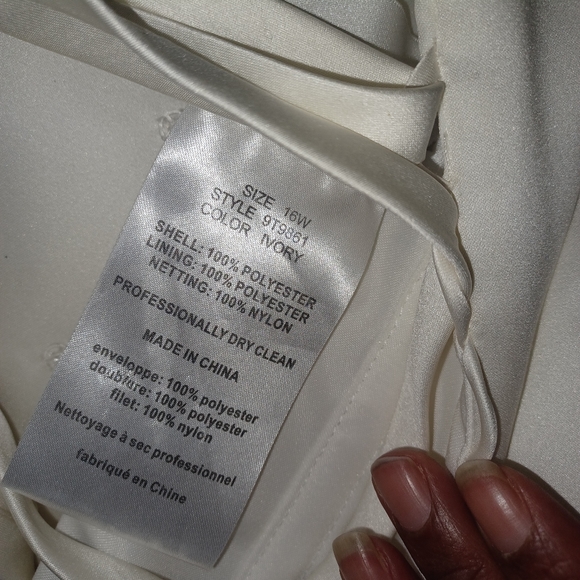 SIZE 16W
STYLE 9T9861
COLOR IVORY
SHELL: 100% POLYESTER
LINING: 100% POLYESTER
NETTING: 100% NYLON
PROFESSIONALLY DRY CLEAN
MADE IN CHINA
enveloppe: 100% polyester
doublure: 100% polyester
filet: 100% nylon
Nettoyage à sec professionnel
fabriqué en Chine